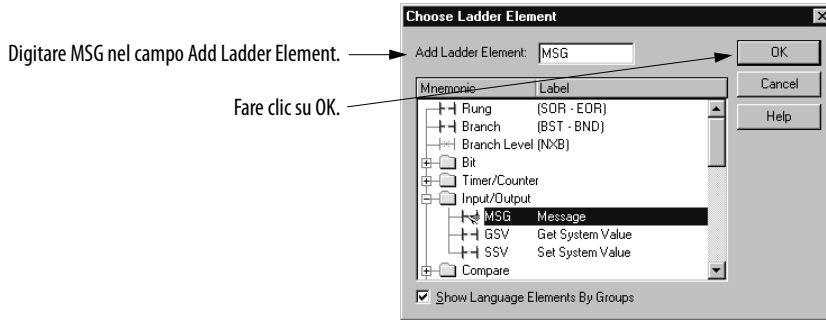 Choose Ladder Element
Digitare MSG nel campo Add Ladder Element.
Add Ladder Element: MSG
OK
Fare clic su OK.
Cancel
Help
Mnemonic Label
Rung (SOR - EOR)
Branch (BST - BND)
Branch Level (NXB)
Bit
Timer/Counter
Input/Output
MSG Message
GSV Get System Value
SSV Set System Value
Compare
Show Language Elements By Groups